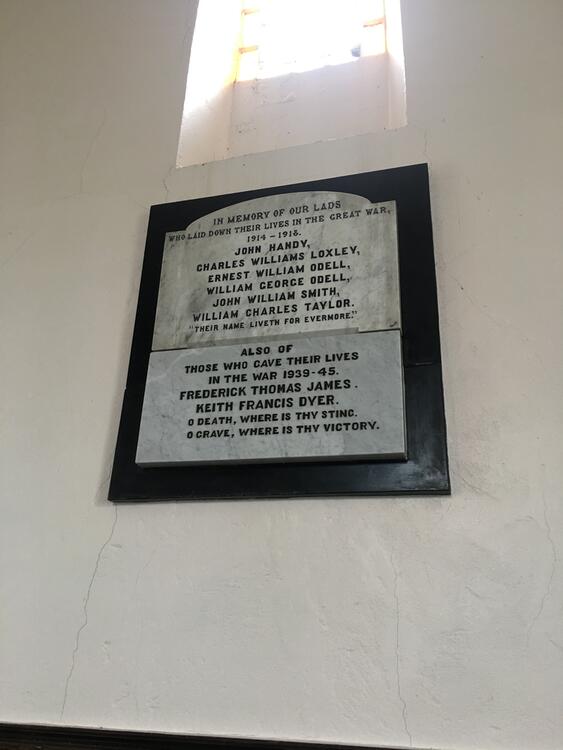 IN MEMORY OF OUR LADS
WHO LAID DOWN THEIR LIVES IN THE GREAT WAR,
1914 – 1918.
JOHN HANDY,
CHARLES WILLIAMS LOXLEY,
ERNEST WILLIAM ODELL,
WILLIAM GEORGE ODELL,
JOHN WILLIAM SMITH,
WILLIAM CHARLES TAYLOR.
"THEIR NAME LIVETH FOR EVERMORE."
ALSO OF
THOSE WHO GAVE THEIR LIVES
IN THE WAR 1939-45.
FREDERICK THOMAS JAMES.
KEITH FRANCIS DYER.
O DEATH, WHERE IS THY STING.
O GRAVE, WHERE IS THY VICTORY.